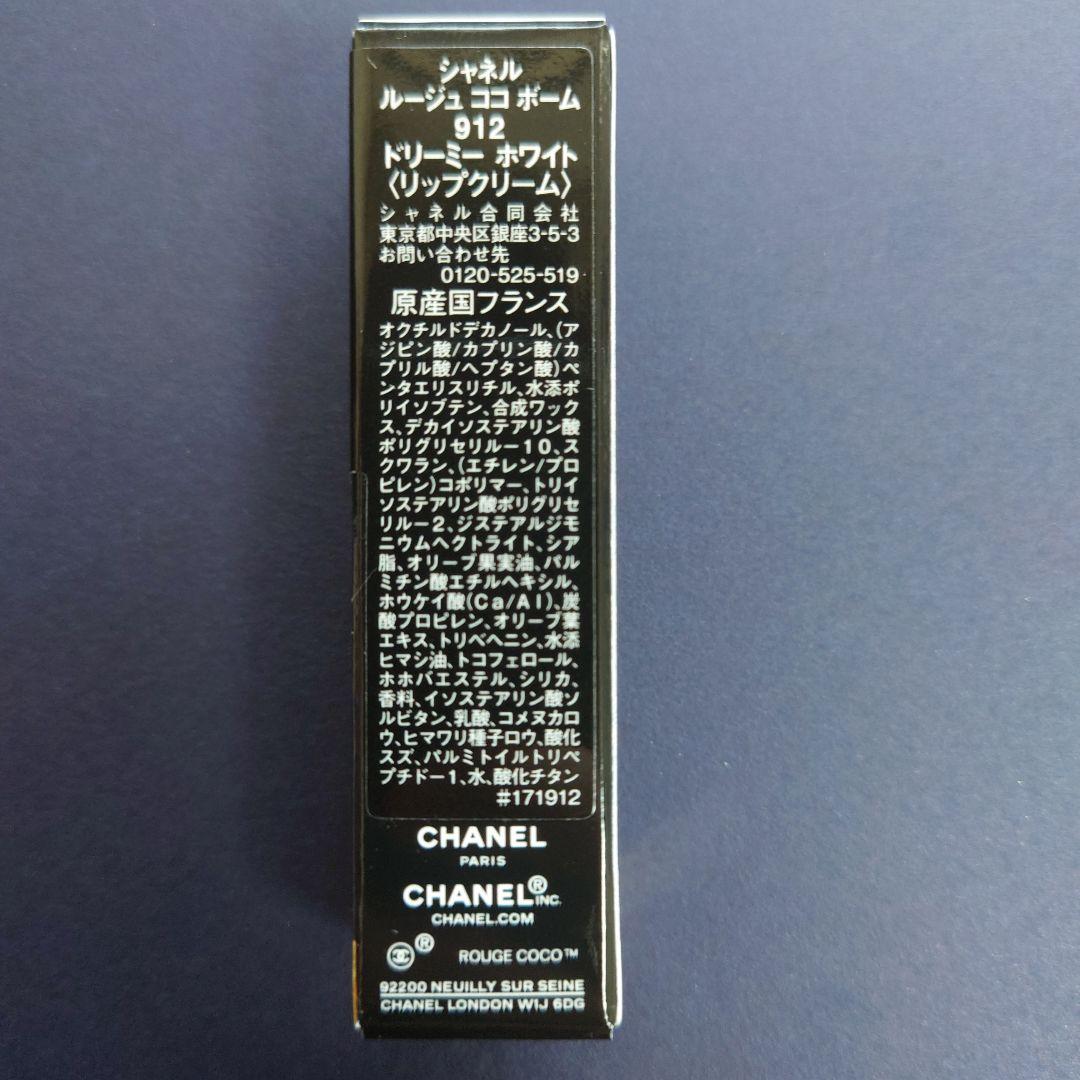 シャネル
ルージュ ココ ボーム
912
ドリーミー ホワイト
〈リップクリーム〉
シャネル合同会社
東京都中央区銀座3-5-3
お問い合わせ先
0120-525-519
原産国フランス
オクチルドデカノール、(ア
ジピン酸/カプリン酸/カ
プリル酸/ヘプタン酸)ペ
ンタエリスリチル、水添ポ
リイソブテン、合成ワック
ス、デカイソステアリン酸
ポリグリセリル－10、ス
クワラン、(エチレン/プロ
ピレン)コポリマー、トリイ
ソステアリン酸ポリグリセ
リル－2、ジステアルジモ
ニウムヘクトライト、シア
脂、オリーブ果実油、パル
ミチン酸エチルヘキシル、
ホウケイ酸(Ca/Al)、炭
酸プロピレン、オリーブ葉
エキス、トリベヘニン、水添
ヒマシ油、トコフェロール、
ホホバエステル、シリカ、
香料、イソステアリン酸ソ
ルビタン、乳酸、コメヌカロ
ウ、ヒマワリ種子ロウ、酸化
スズ、パルミトイルトリペ
プチド－1、水、酸化チタン
#171912
CHANEL
PARIS
CHANEL® INC.
CHANEL.COM
® ROUGE COCO™
92200 NEUILLY SUR SEINE
CHANEL LONDON W1J 6DG